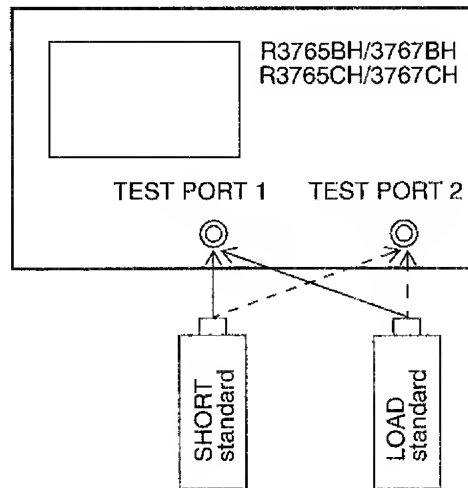 R3765BH/3767BH
R3765CH/3767CH
TEST PORT 1
TEST PORT 2
SHORT
standard
LOAD
standard